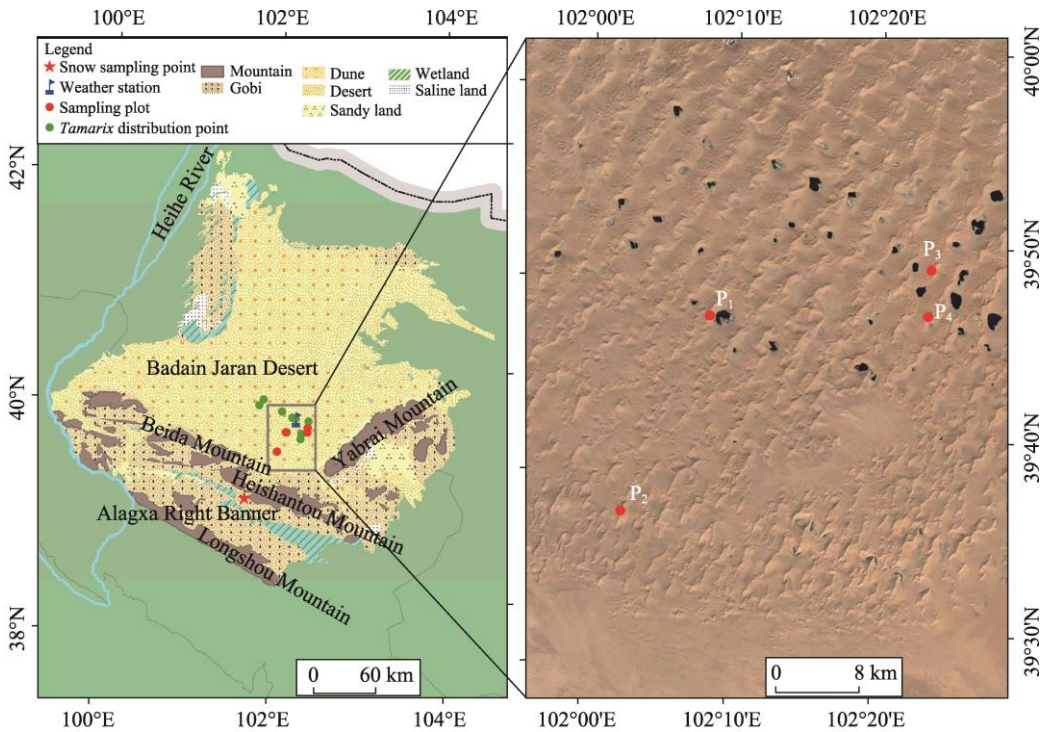 100°E
102°E
104°E
102°00′E
102°10′E
102°20′E
Legend
Snow sampling point
Weather station
Sampling plot
Tamarix distribution point
Mountain
Gobi
Dune
Desert
Sandy land
Wetland
Saline land
42°N
40°N
38°N
Heihe River
Badain Jaran Desert
Beida Mountain
Yabrai Mountain
Heishantou Mountain
Alagxa Right Banner
Longshou Mountain
0 60 km
100°E
102°E
104°E
P1
P2
P3
P4
40°00′N
39°50′N
39°40′N
39°30′N
0 8 km
102°00′E
102°10′E
102°20′E